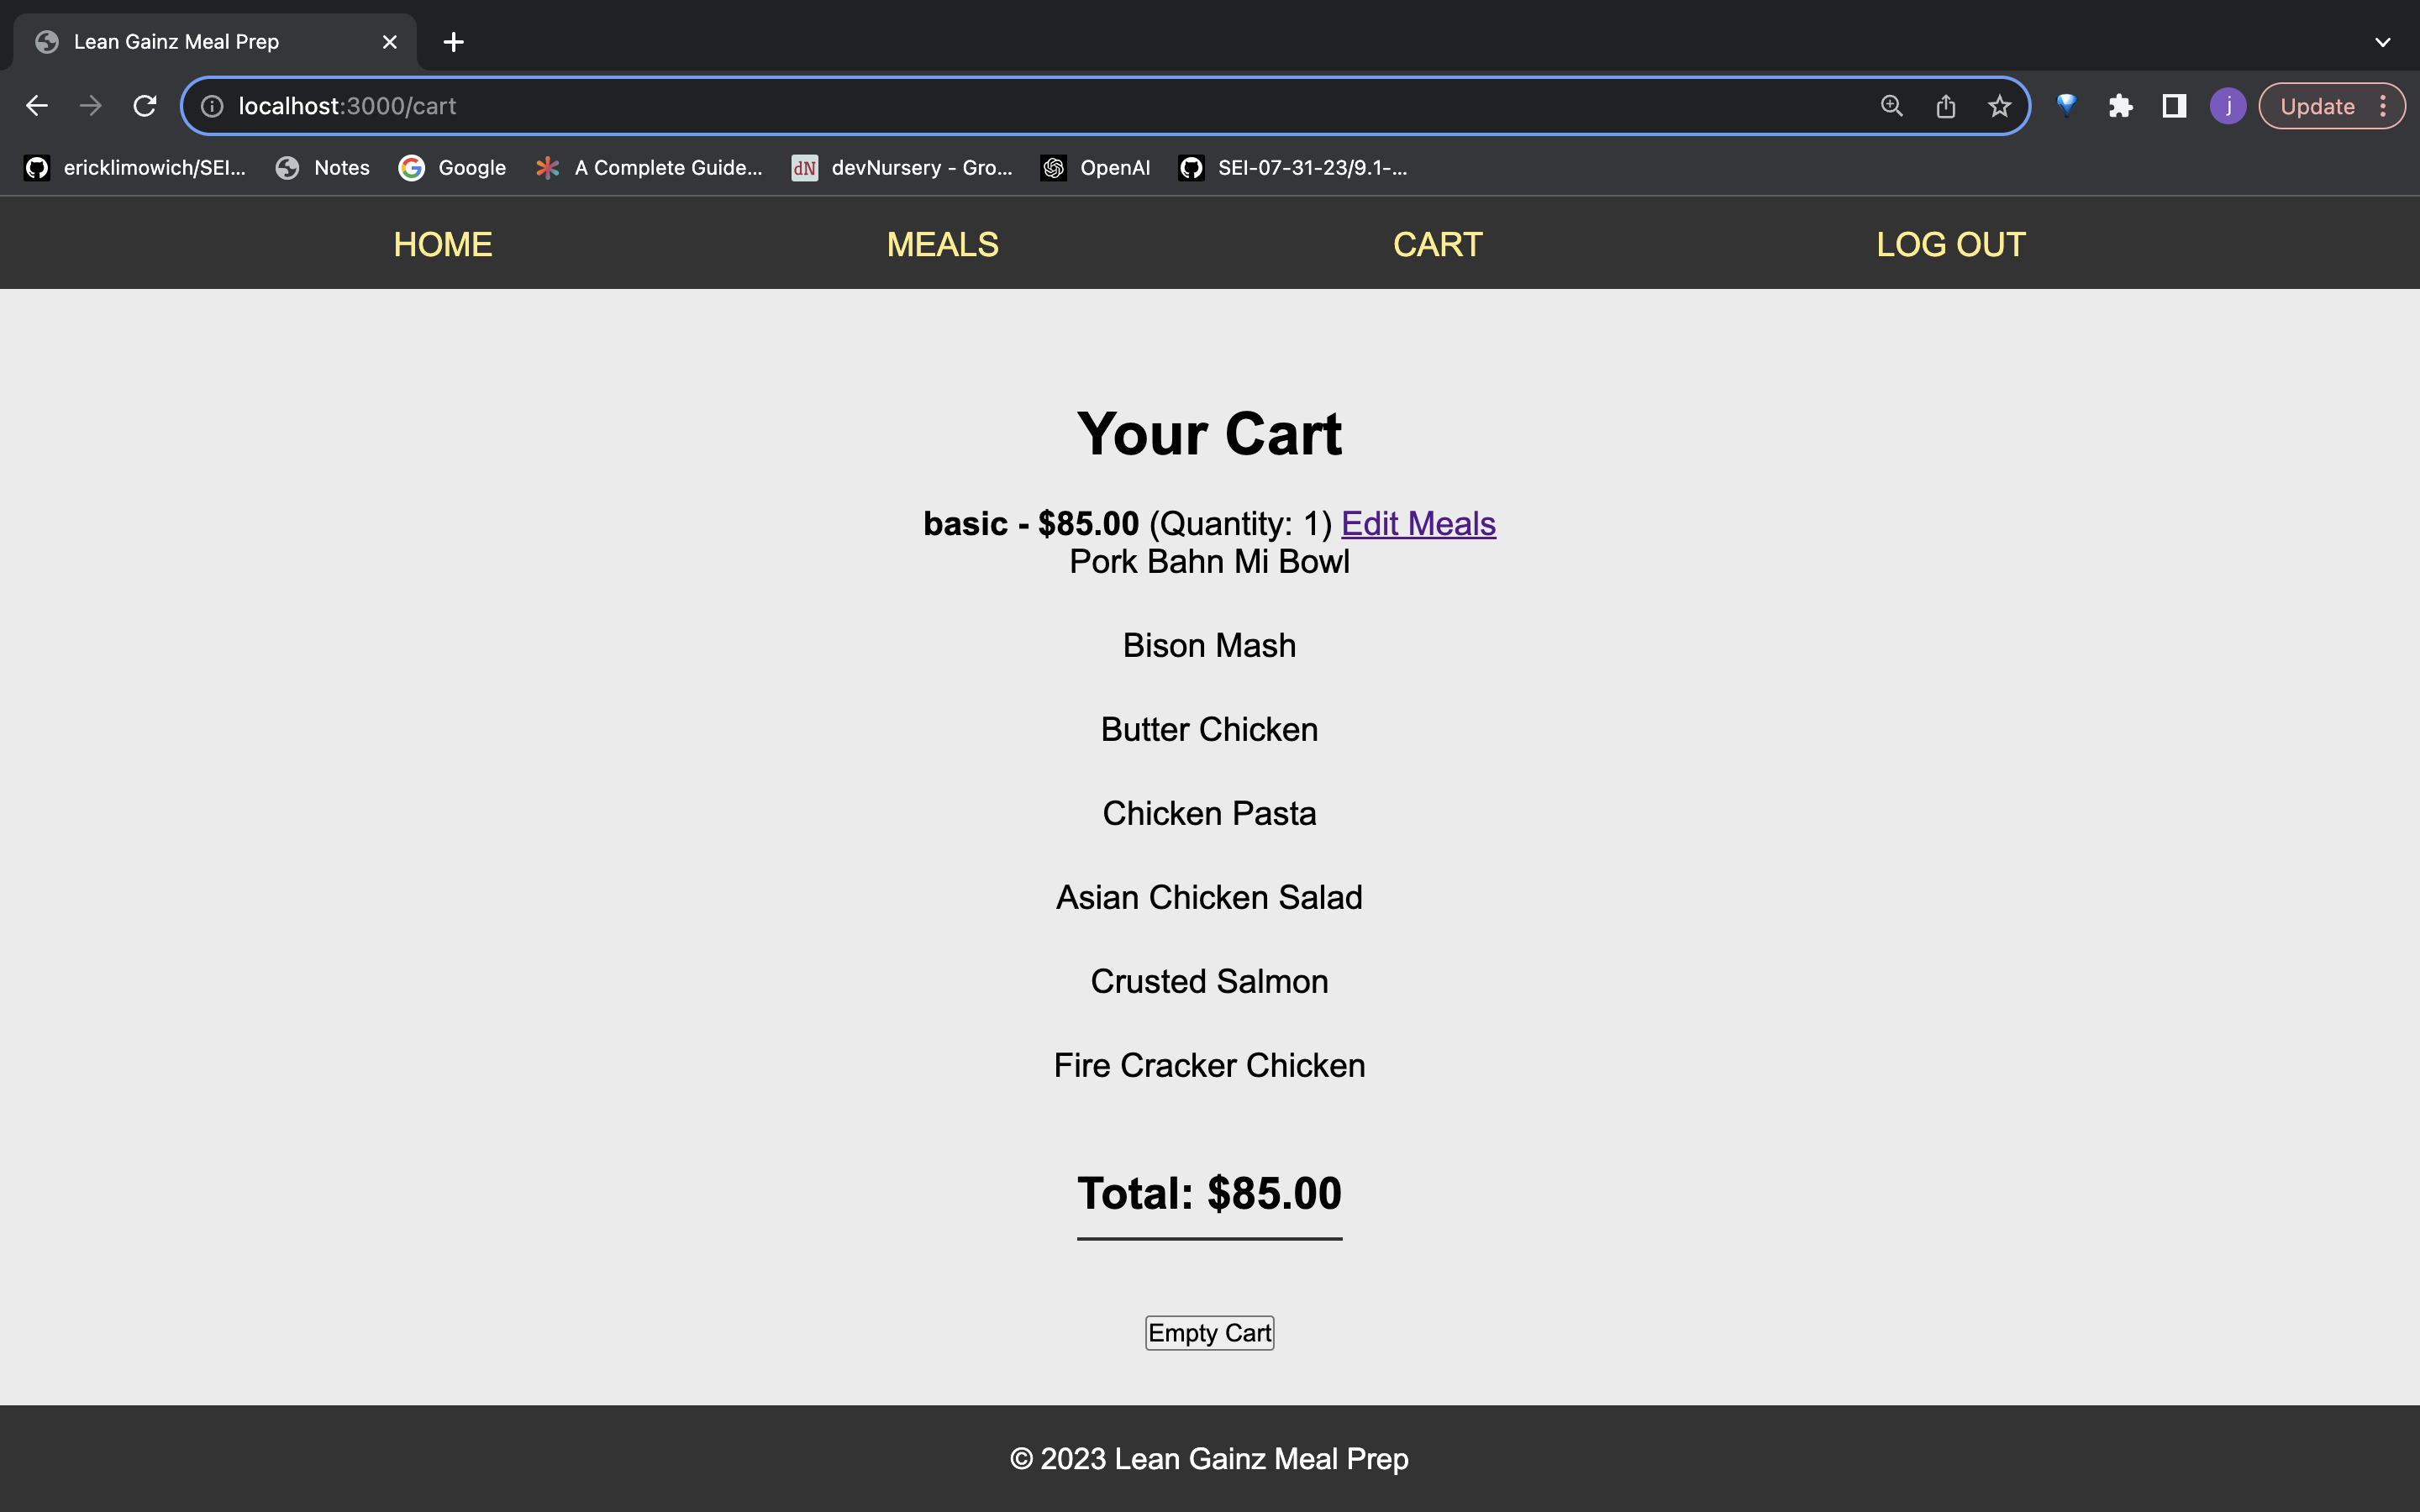 Lean Gainz Meal Prep
localhost:3000/cart
j
Update
ericklimowich/SEI...
Notes
Google
A Complete Guide...
dN
devNursery - Gro...
OpenAI
SEI-07-31-23/9.1-...
HOME
MEALS
CART
LOG OUT
Your Cart
basic - $85.00 (Quantity: 1) Edit Meals
Pork Bahn Mi Bowl
Bison Mash
Butter Chicken
Chicken Pasta
Asian Chicken Salad
Crusted Salmon
Fire Cracker Chicken
Total: $85.00
Empty Cart
© 2023 Lean Gainz Meal Prep